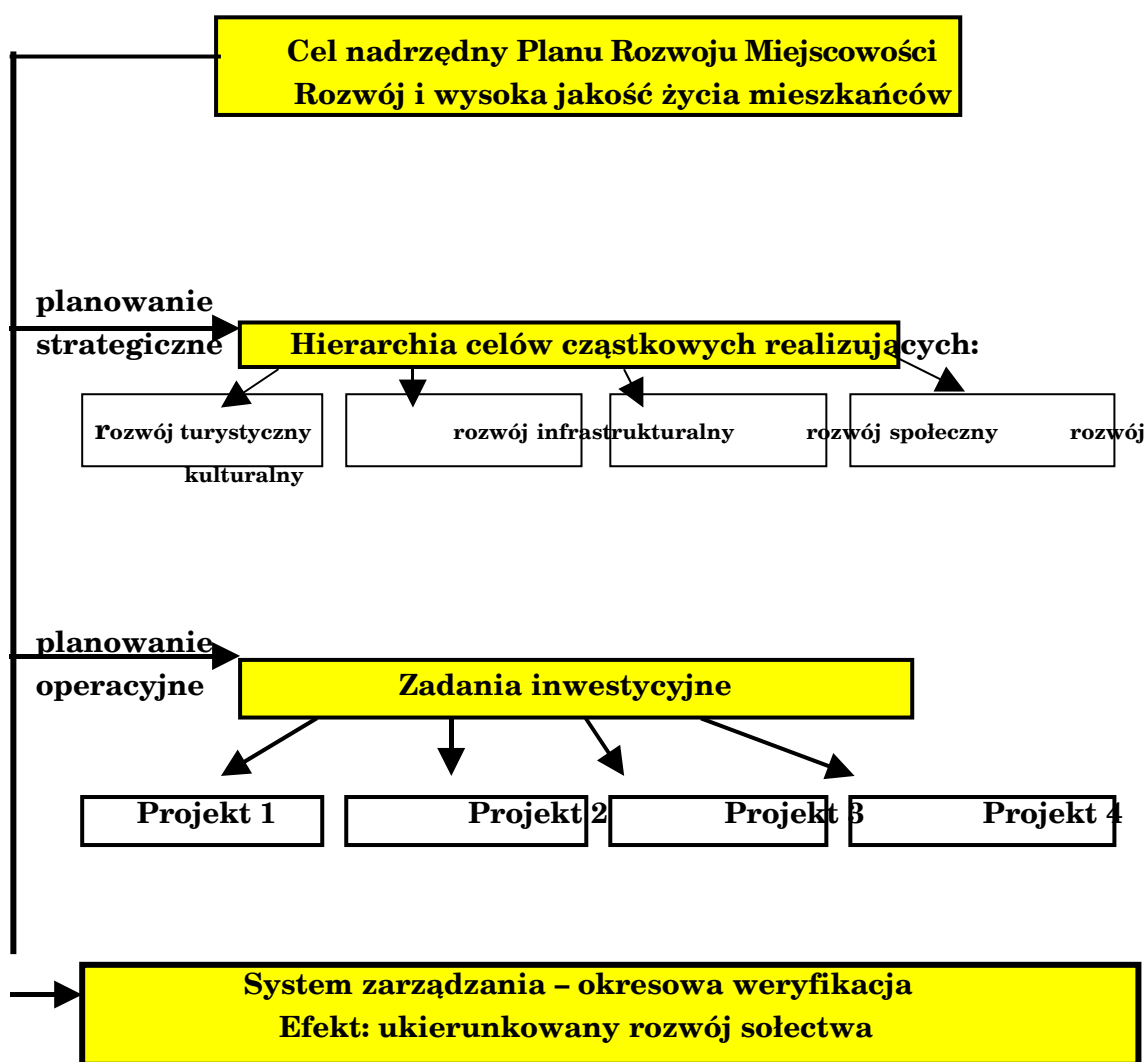 Cel nadrzędny Planu Rozwoju Miejscowości
Rozwój i wysoka jakość życia mieszkańców
planowanie
strategiczne
Hierarchia celów cząstkowych realizujących:
rozwój turystyczny rozwój infrastrukturalny rozwój społeczny rozwój
kulturalny
planowanie
operacyjne
Zadania inwestycyjne
Projekt 1 Projekt 2 Projekt 3 Projekt 4
System zarządzania – okresowa weryfikacja
Efekt: ukierunkowany rozwój sołectwa